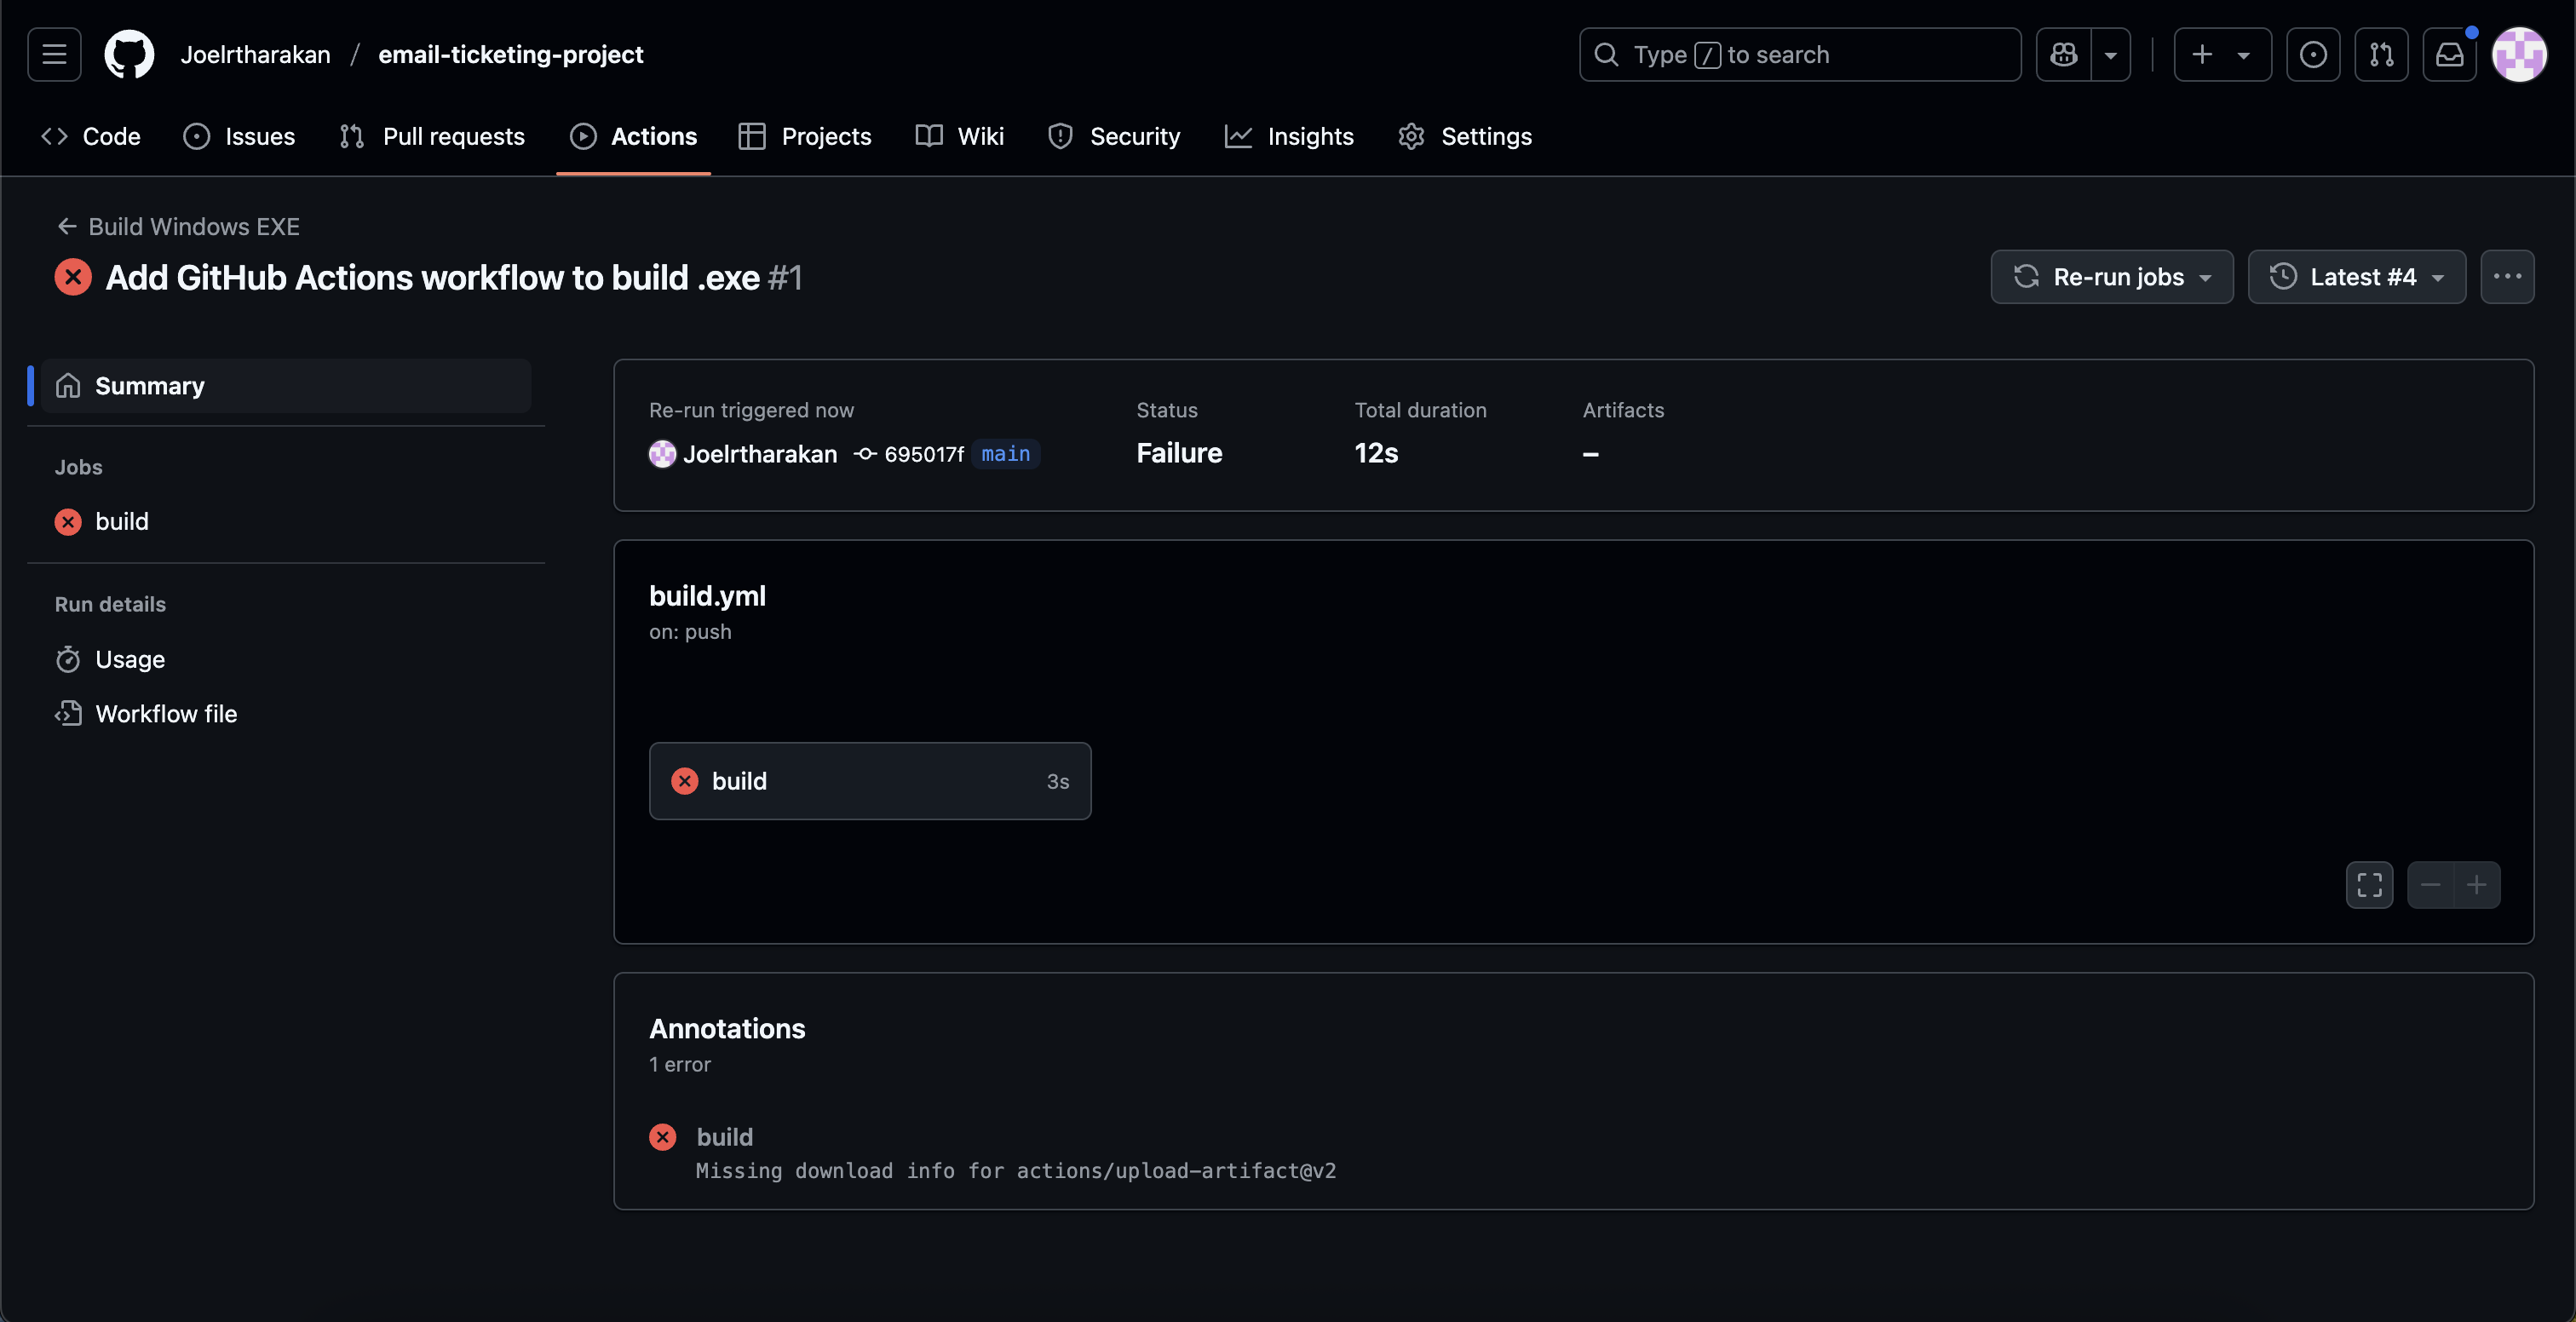 Joelrtharakan / email-ticketing-project
Type / to search
Code Issues Pull requests Actions Projects Wiki Security Insights Settings
← Build Windows EXE
Add GitHub Actions workflow to build .exe #1
Re-run jobs
Latest #4
Summary
Jobs
build
Run details
Usage
Workflow file
Re-run triggered now
Joelrtharakan 695017f main
Status
Failure
Total duration
12s
Artifacts
–
build.yml
on: push
build 3s
Annotations
1 error
build
Missing download info for actions/upload-artifact@v2